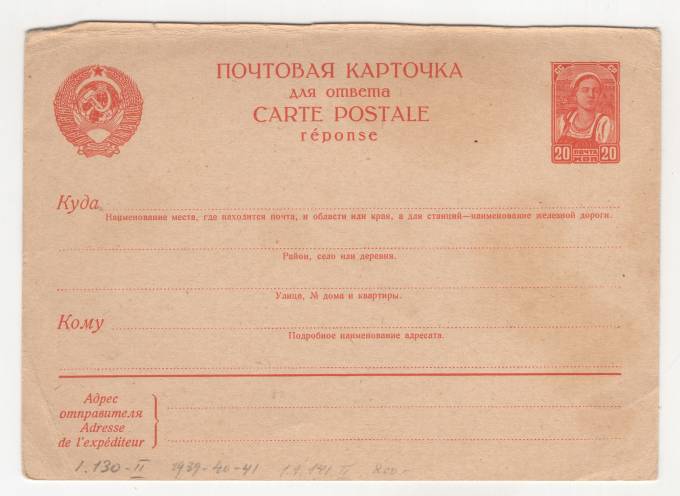 ПОЧТОВАЯ КАРТОЧКА
для ответа
CARTE POSTALE
réponse
20 ПОЧТА 20
КОП
Куда
Наименование места, где находится почта, и области или края, а для станций—наименование железной дороги.
Район, село или деревня.
Улица, № дома и квартиры.
Кому
Подробное наименование адресата.
Адрес
отправителя
Adresse
de l'expéditeur
I.130-II 1939-40-41 II